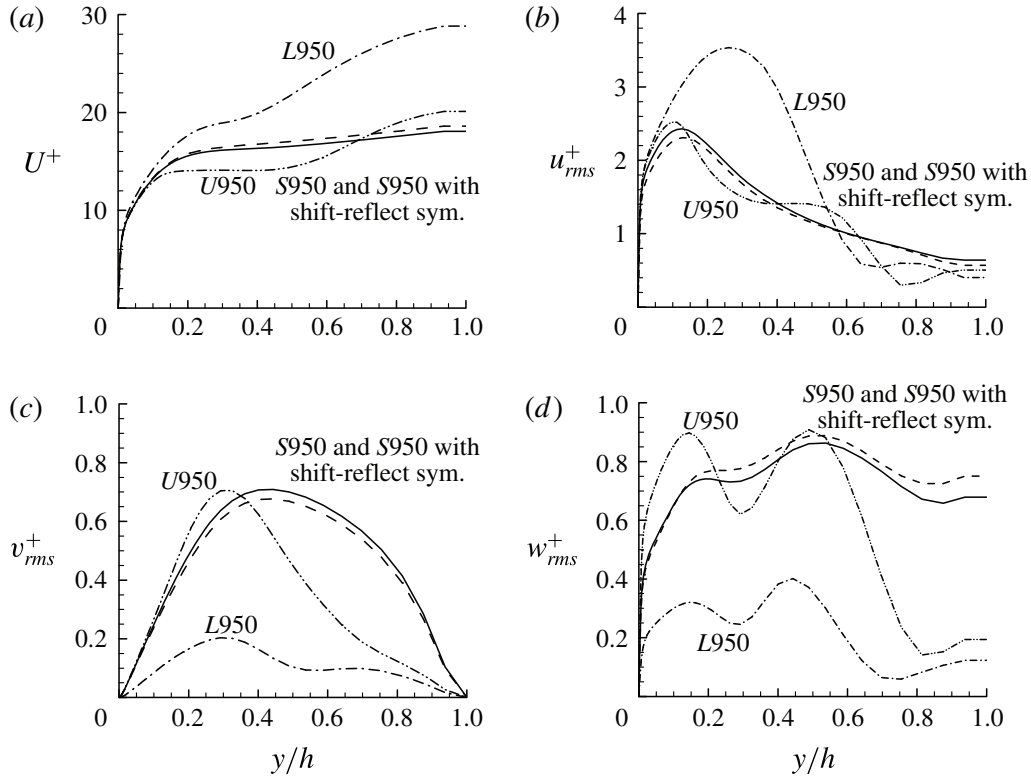 (a)
30
20
10
0
U+
L950
U950
S950 and S950 with
shift-reflect sym.
0.2 0.4 0.6 0.8 1.0
(b)
4
3
2
1
0
u+rms
L950
S950 and S950 with
shift-reflect sym.
U950
0.2 0.4 0.6 0.8 1.0
(c)
1.0
0.8
0.6
0.4
0.2
0
v+rms
S950 and S950 with
shift-reflect sym.
U950
L950
0.2 0.4 0.6 0.8 1.0
y/h
(d)
1.0
0.8
0.6
0.4
0.2
0
w+rms
S950 and S950 with
shift-reflect sym.
U950
L950
0.2 0.4 0.6 0.8 1.0
y/h